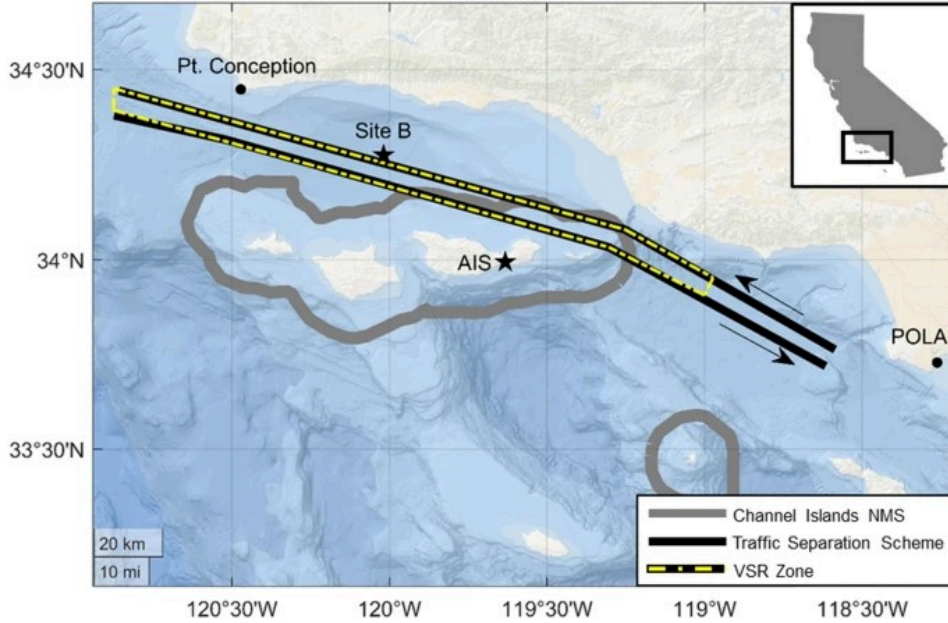 34°30'N
Pt. Conception
Site B
34°N
AIS
POLA
33°30'N
Channel Islands NMS
Traffic Separation Scheme
VSR Zone
20 km
10 mi
120°30'W
120°W
119°30'W
119°W
118°30'W